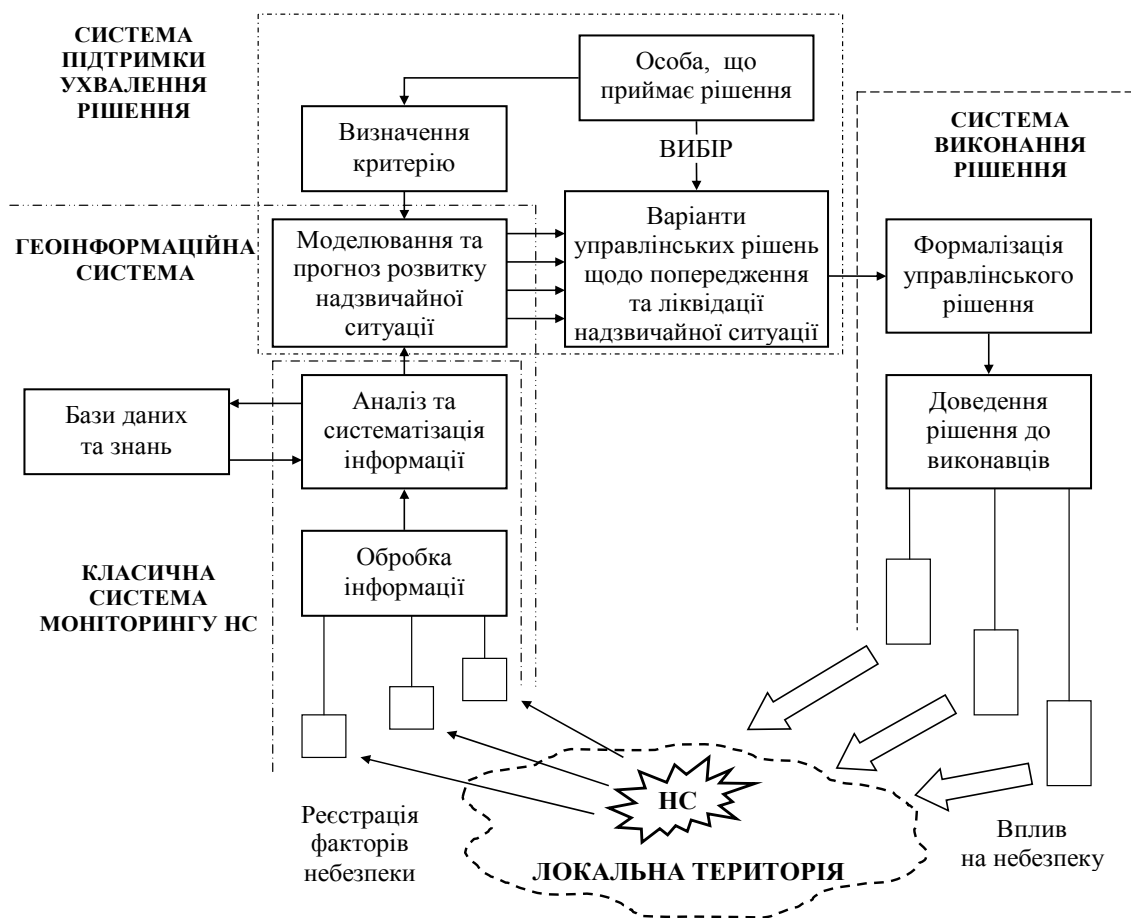 СИСТЕМА
ПІДТРИМКИ
УХВАЛЕННЯ
РІШЕННЯ
Особа, що
приймає рішення
Визначення
критерію
ВИБІР
СИСТЕМА
ВИКОНАННЯ
РІШЕННЯ
ГЕОІНФОРМАЦІЙНА
СИСТЕМА
Моделювання та
прогноз розвитку
надзвичайної
ситуації
Варіанти
управлінських рішень
щодо попередження
та ліквідації
надзвичайної ситуації
Формалізація
управлінського
рішення
Бази даних
та знань
Аналіз та
систематізація
інформації
Доведення
рішення до
виконавців
КЛАСИЧНА
СИСТЕМА
МОНІТОРИНГУ НС
Обробка
інформації
НС
Реєстрація
факторів
небезпеки
ЛОКАЛЬНА ТЕРИТОРІЯ
Вплив
на небезпеку